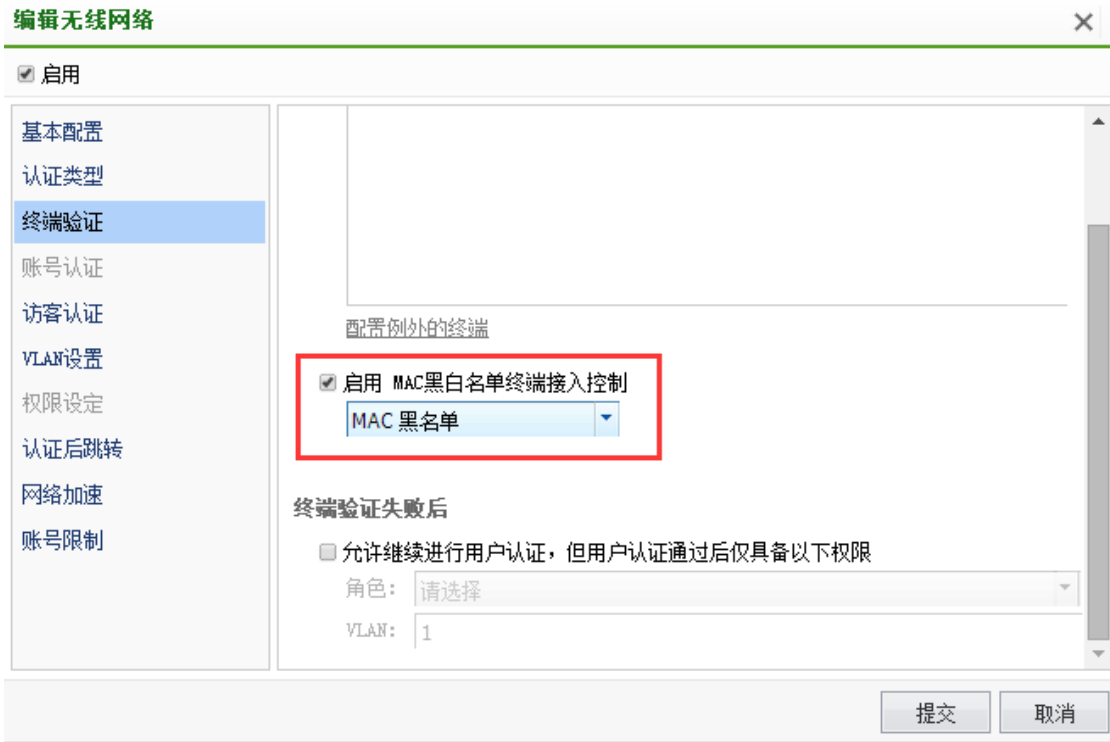 编辑无线网络
启用
基本配置
认证类型
终端验证
账号认证
访客认证
VLAN设置
权限设定
认证后跳转
网络加速
账号限制
配置例外的终端
启用 MAC黑白名单终端接入控制
MAC 黑名单
终端验证失败后
允许继续进行用户认证，但用户认证通过后仅具备以下权限
角色： 请选择
VLAN: 1
提交 取消